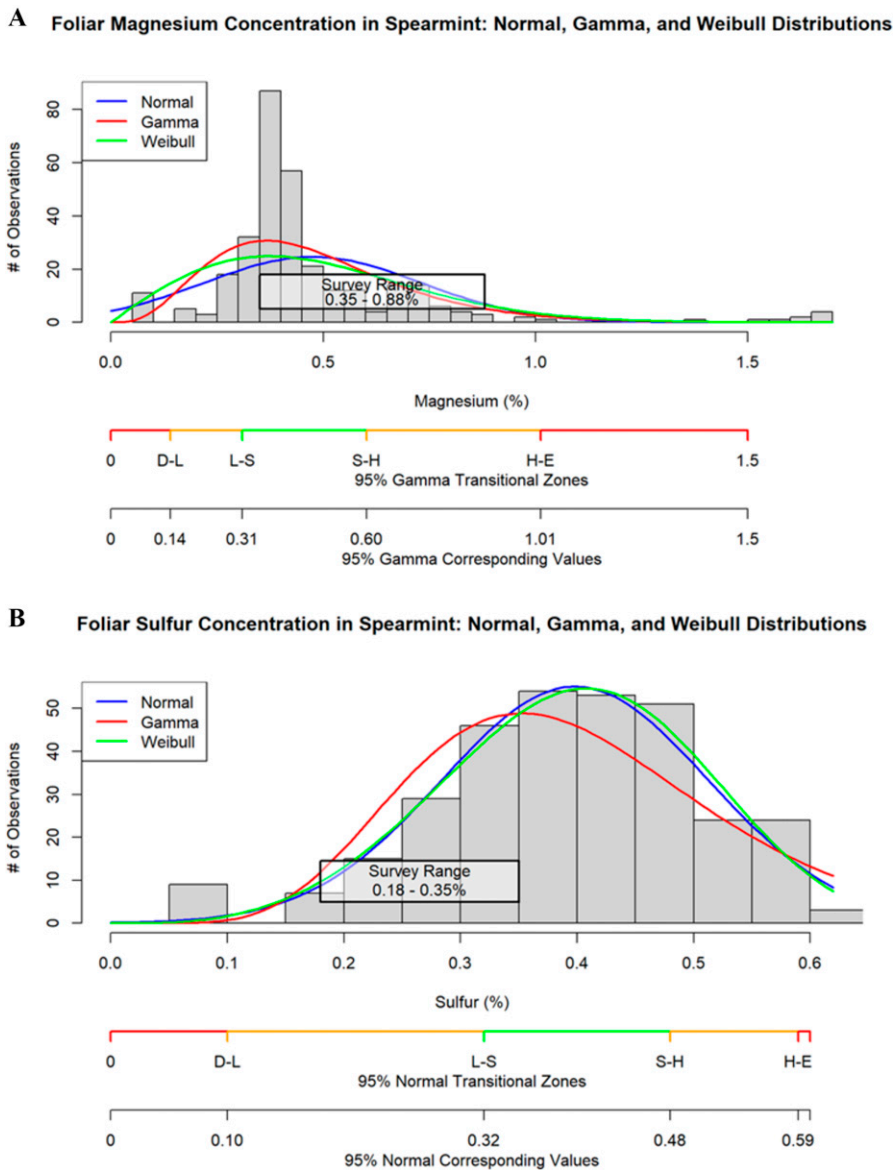 A
Foliar Magnesium Concentration in Spearmint: Normal, Gamma, and Weibull Distributions
Normal
Gamma
Weibull
# of Observations
0 20 40 60 80
Survey Range
0.35 - 0.88%
0.0 0.5 1.0 1.5
Magnesium (%)
0 D-L L-S S-H H-E 1.5
95% Gamma Transitional Zones
0 0.14 0.31 0.60 1.01 1.5
95% Gamma Corresponding Values
B
Foliar Sulfur Concentration in Spearmint: Normal, Gamma, and Weibull Distributions
Normal
Gamma
Weibull
# of Observations
0 10 20 30 40 50
Survey Range
0.18 - 0.35%
0.0 0.1 0.2 0.3 0.4 0.5 0.6
Sulfur (%)
0 D-L L-S S-H H-E
95% Normal Transitional Zones
0 0.10 0.32 0.48 0.59
95% Normal Corresponding Values